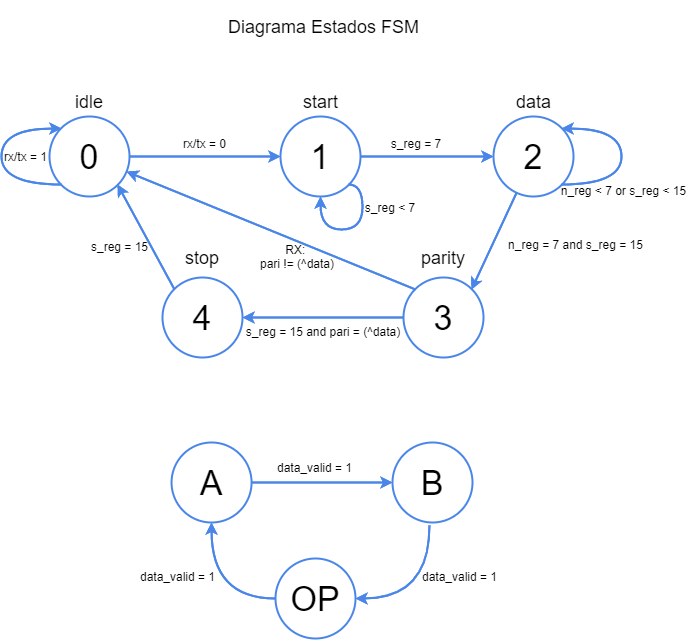 Diagrama Estados FSM
idle
start
data
rx/tx = 1
0
rx/tx = 0
1
s_reg = 7
2
s_reg < 7
n_reg < 7 or s_reg < 15
s_reg = 15
RX:
pari != (^data)
n_reg = 7 and s_reg = 15
stop
parity
4
s_reg = 15 and pari = (^data)
3
A
data_valid = 1
B
data_valid = 1
data_valid = 1
OP